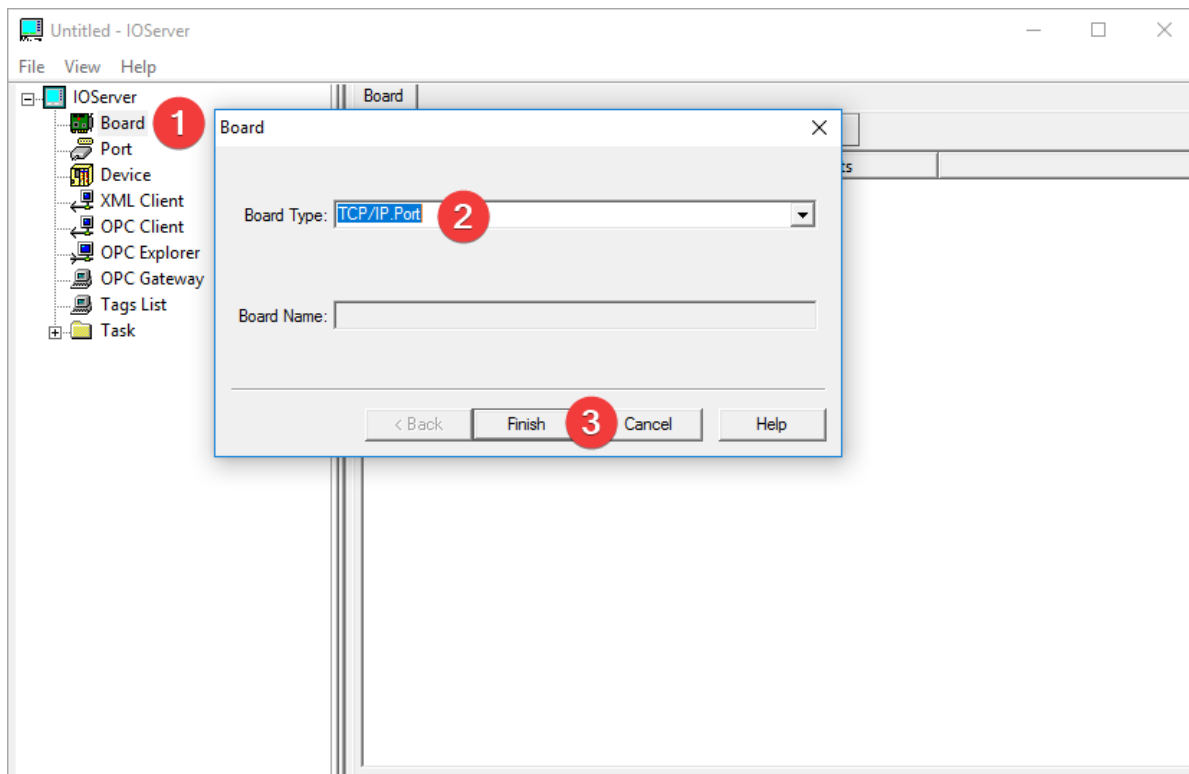 Untitled - IOServer
File View Help
IOServer
Board
1
Port
Device
XML Client
OPC Client
OPC Explorer
OPC Gateway
Tags List
Task
Board
Board
Board Type: TCP/IP.Port
2
Board Name:
< Back Finish 3 Cancel Help